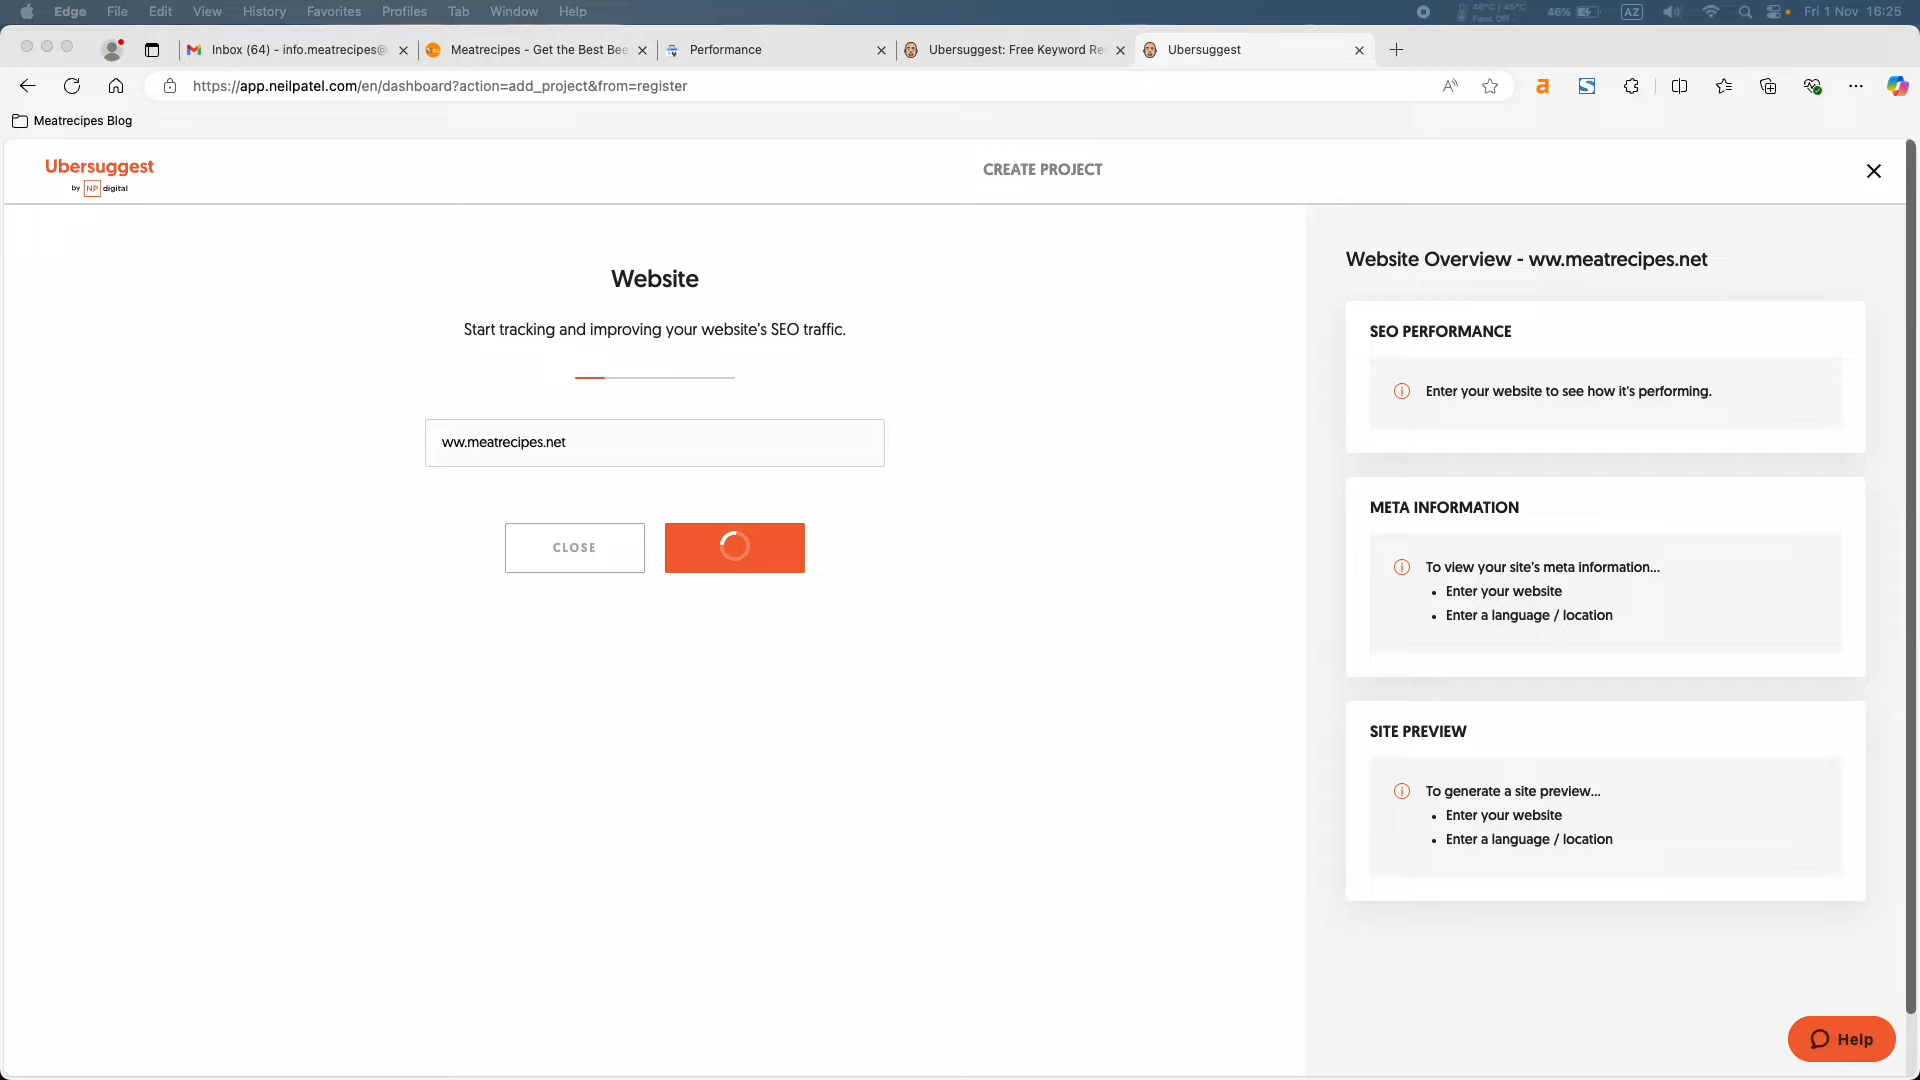 Edge File Edit View History Favorites Profiles Tab Window Help
46°C / 45°C
Fans Off
46% AZ Fri 1 Nov 16:25
Inbox (64) - info.meatrecipes@ Meatrecipes - Get the Best Bee Performance Ubersuggest: Free Keyword Re Ubersuggest
https://app.neilpatel.com/en/dashboard?action=add_project&from=register
Meatrecipes Blog
Ubersuggest
by NP digital
CREATE PROJECT
Website
Start tracking and improving your website's SEO traffic.
ww.meatrecipes.net
CLOSE
Website Overview - ww.meatrecipes.net
SEO PERFORMANCE
Enter your website to see how it's performing.
META INFORMATION
To view your site's meta information...
• Enter your website
• Enter a language / location
SITE PREVIEW
To generate a site preview...
• Enter your website
• Enter a language / location
Help